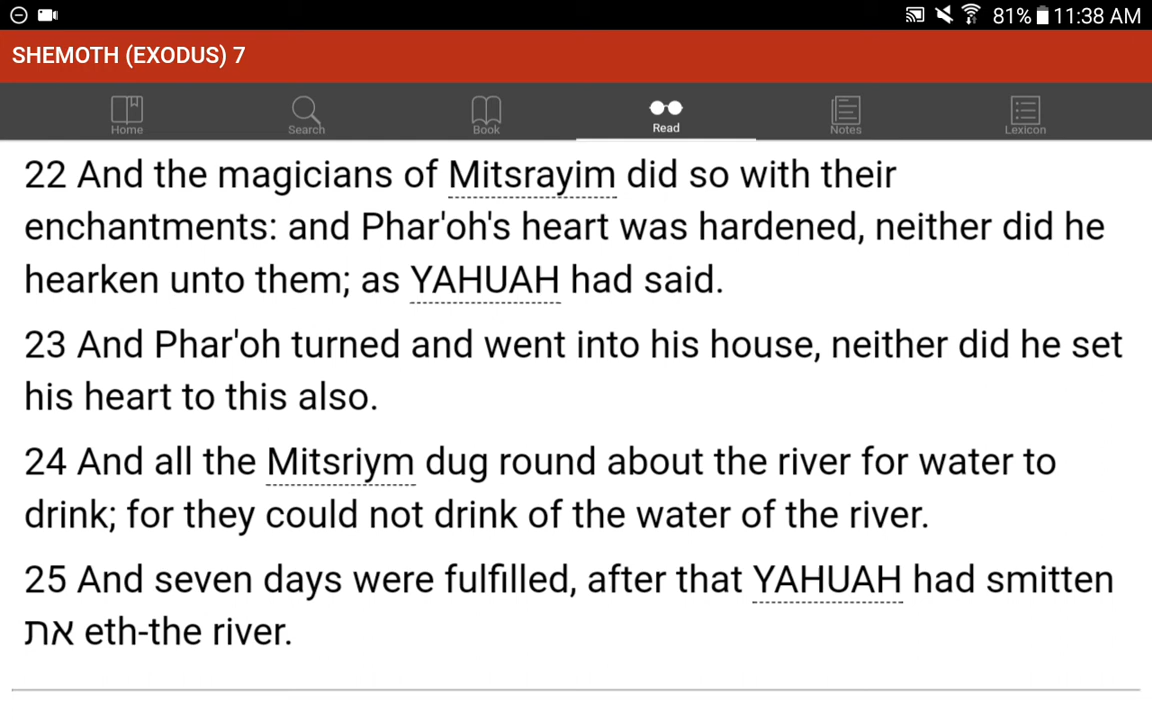 81% 11:38 AM
SHEMOTH (EXODUS) 7
Home Search Book Read Notes Lexicon
22 And the magicians of Mitsrayim did so with their
enchantments: and Phar'oh's heart was hardened, neither did he
hearken unto them; as YAHUAH had said.
23 And Phar'oh turned and went into his house, neither did he set
his heart to this also.
24 And all the Mitsriym dug round about the river for water to
drink; for they could not drink of the water of the river.
25 And seven days were fulfilled, after that YAHUAH had smitten
את eth-the river.